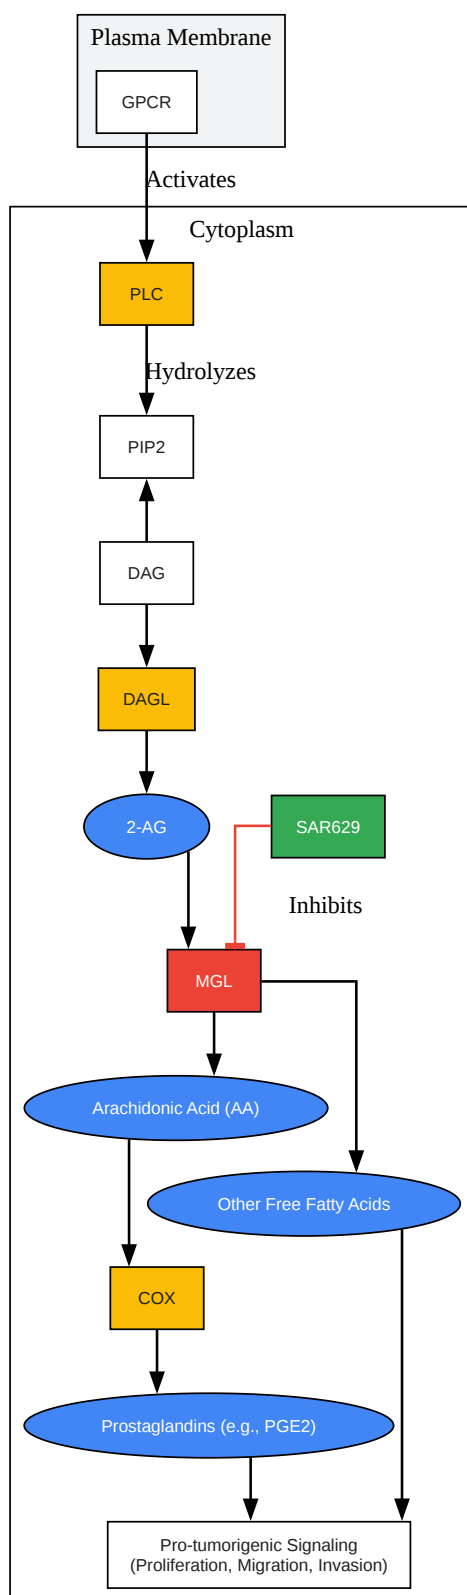 Plasma Membrane
GPCR
Activates
Cytoplasm
PLC
Hydrolyzes
PIP2
DAG
DAGL
2-AG
SAR629
Inhibits
MGL
Arachidonic Acid (AA)
Other Free Fatty Acids
COX
Prostaglandins (e.g., PGE2)
Pro-tumorigenic Signaling
(Proliferation, Migration, Invasion)